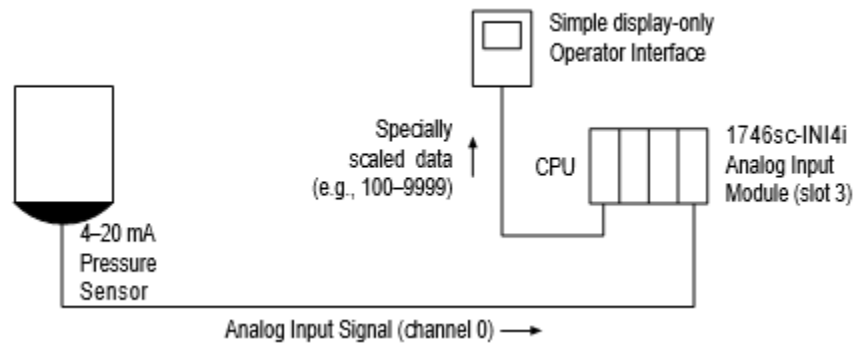 Simple display-only
Operator Interface
Specially
scaled data
(e.g., 100–9999)
CPU
1746sc-INI4i
Analog Input
Module (slot 3)
4–20 mA
Pressure
Sensor
Analog Input Signal (channel 0)